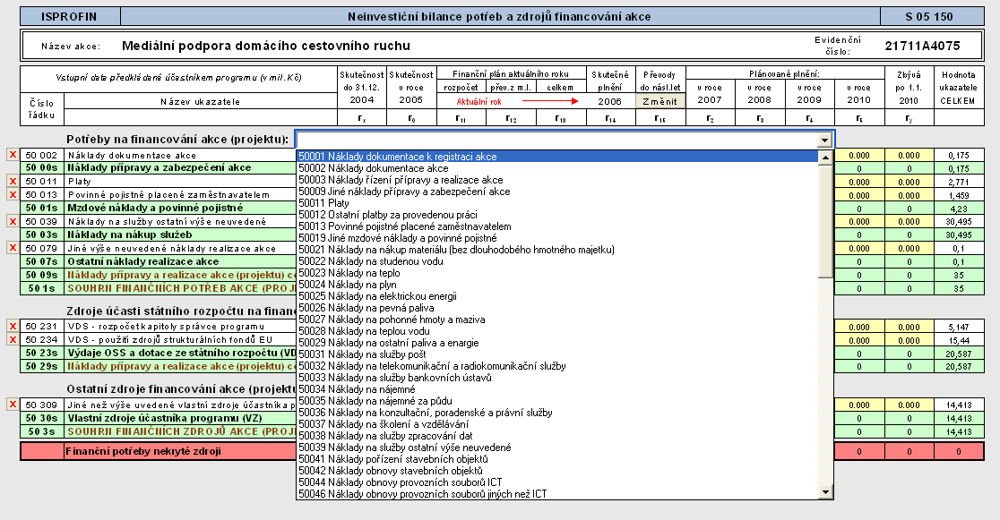 ISPROFIN Neinvestiční bilance potřeb a zdrojů financování akce S 05 150
Název akce: Mediální podpora domácího cestovního ruchu Evidenční číslo: 21711A4075
Vstupní data předkládaná účastníkem programu (v mil. Kč) Skutečnost do 31.12. 2004 Skutečnost v roce 2005 Finanční plán aktuálního roku Skutečné plnění 2006 Převody do násl.let Plánované plnění: Zbývá po 1.1. 2010 Hodnota ukazatele CELKEM
rozpočet přev.z m.l. celkem v roce 2007 v roce 2008 v roce 2009 v roce 2010
Číslo řádku Název ukazatele Aktuální rok Změnit
rx r0 r11 r12 r13 r14 r15 r2 r3 r4 r5 ry
Potřeby na financování akce (projektu):
X 50 002 Náklady dokumentace akce 0.000 0.000 0,175
50 00s Náklady přípravy a zabezpečení akce 0 0 0,175
X 50 011 Platy 0.000 0.000 2,771
X 50 013 Povinné pojistné placené zaměstnavatelem 0.000 0.000 1,459
50 01s Mzdové náklady a povinné pojistné 0 0 4,23
X 50 039 Náklady na služby ostatní výše neuvedené 0.000 0.000 30,495
50 03s Náklady na nákup služeb 0 0 30,495
X 50 079 Jiné výše neuvedené náklady realizace akce 0.000 0.000 0,1
50 07s Ostatní náklady realizace akce 0 0 0,1
50 09s Náklady přípravy a realizace akce (projektu) ce 0 0 35
50 1s SOUHRN FINANČNÍCH POTŘEB AKCE (PROJ 0 0 35
Zdroje účasti státního rozpočtu na finan
X 50 231 VDS - rozpočet kapitoly správce programu 0.000 0.000 5,147
X 50 234 VDS - použití zdrojů strukturálních fondů EU 0.000 0.000 15,44
50 23s Výdaje OSS a dotace ze státního rozpočtu (VD 0 0 20,587
50 29s Náklady přípravy a realizace akce (projektu) ce 0 0 20,587
Ostatní zdroje financování akce (projektu
X 50 309 Jiné než výše uvedené vlastní zdroje účastníka p 0.000 0.000 14,413
50 30s Vlastní zdroje účastníka programu (VZ) 0 0 14,413
50 3s SOUHRN FINANČNÍCH ZDROJŮ AKCE (PROJ 0 0 14,413
Finanční potřeby nekryté zdroji 0 0 0
50001 Náklady dokumentace k registraci akce
50002 Náklady dokumentace akce
50003 Náklady řízení přípravy a realizace akce
50009 Jiné náklady přípravy a zabezpečení akce
50011 Platy
50012 Ostatní platby za provedenou práci
50013 Povinné pojistné placené zaměstnavatelem
50019 Jiné mzdové náklady a povinné pojistné
50021 Náklady na nákup materiálu (bez dlouhodobého hmotného majetku)
50022 Náklady na studenou vodu
50023 Náklady na teplo
50024 Náklady na plyn
50025 Náklady na elektrickou energii
50026 Náklady na pevná paliva
50027 Náklady na pohonné hmoty a maziva
50028 Náklady na teplou vodu
50029 Náklady na ostatní paliva a enargie
50031 Náklady na služby pošt
50032 Náklady na telekomunikační a radiokomunikační služby
50033 Náklady na služby bankovních ústavů
50034 Náklady na nájemné
50035 Náklady na nájemné za půdu
50036 Náklady na konzultační, poradenské a právní služby
50037 Náklady na školení a vzdělávání
50038 Náklady na služby zpracování dat
50039 Náklady na služby ostatní výše neuvedené
50041 Náklady pořízení stavebních objektů
50042 Náklady obnovy stavebních objektů
50044 Náklady obnovy provozních souborů ICT
50046 Náklady obnovy provozních souborů jiných než ICT